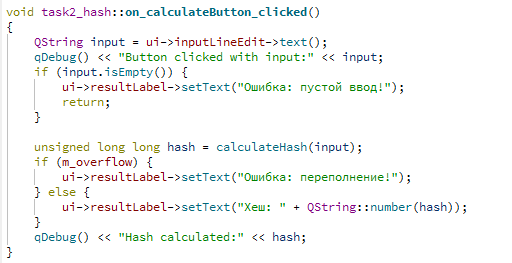 void task2_hash::on_calculateButton_clicked()
{
    QString input = ui->inputLineEdit->text();
    qDebug() << "Button clicked with input:" << input;
    if (input.isEmpty()) {
        ui->resultLabel->setText("Ошибка: пустой ввод!");
        return;
    }

    unsigned long long hash = calculateHash(input);
    if (m_overflow) {
        ui->resultLabel->setText("Ошибка: переполнение!");
    } else {
        ui->resultLabel->setText("Хеш: " + QString::number(hash));
    }
    qDebug() << "Hash calculated:" << hash;
}